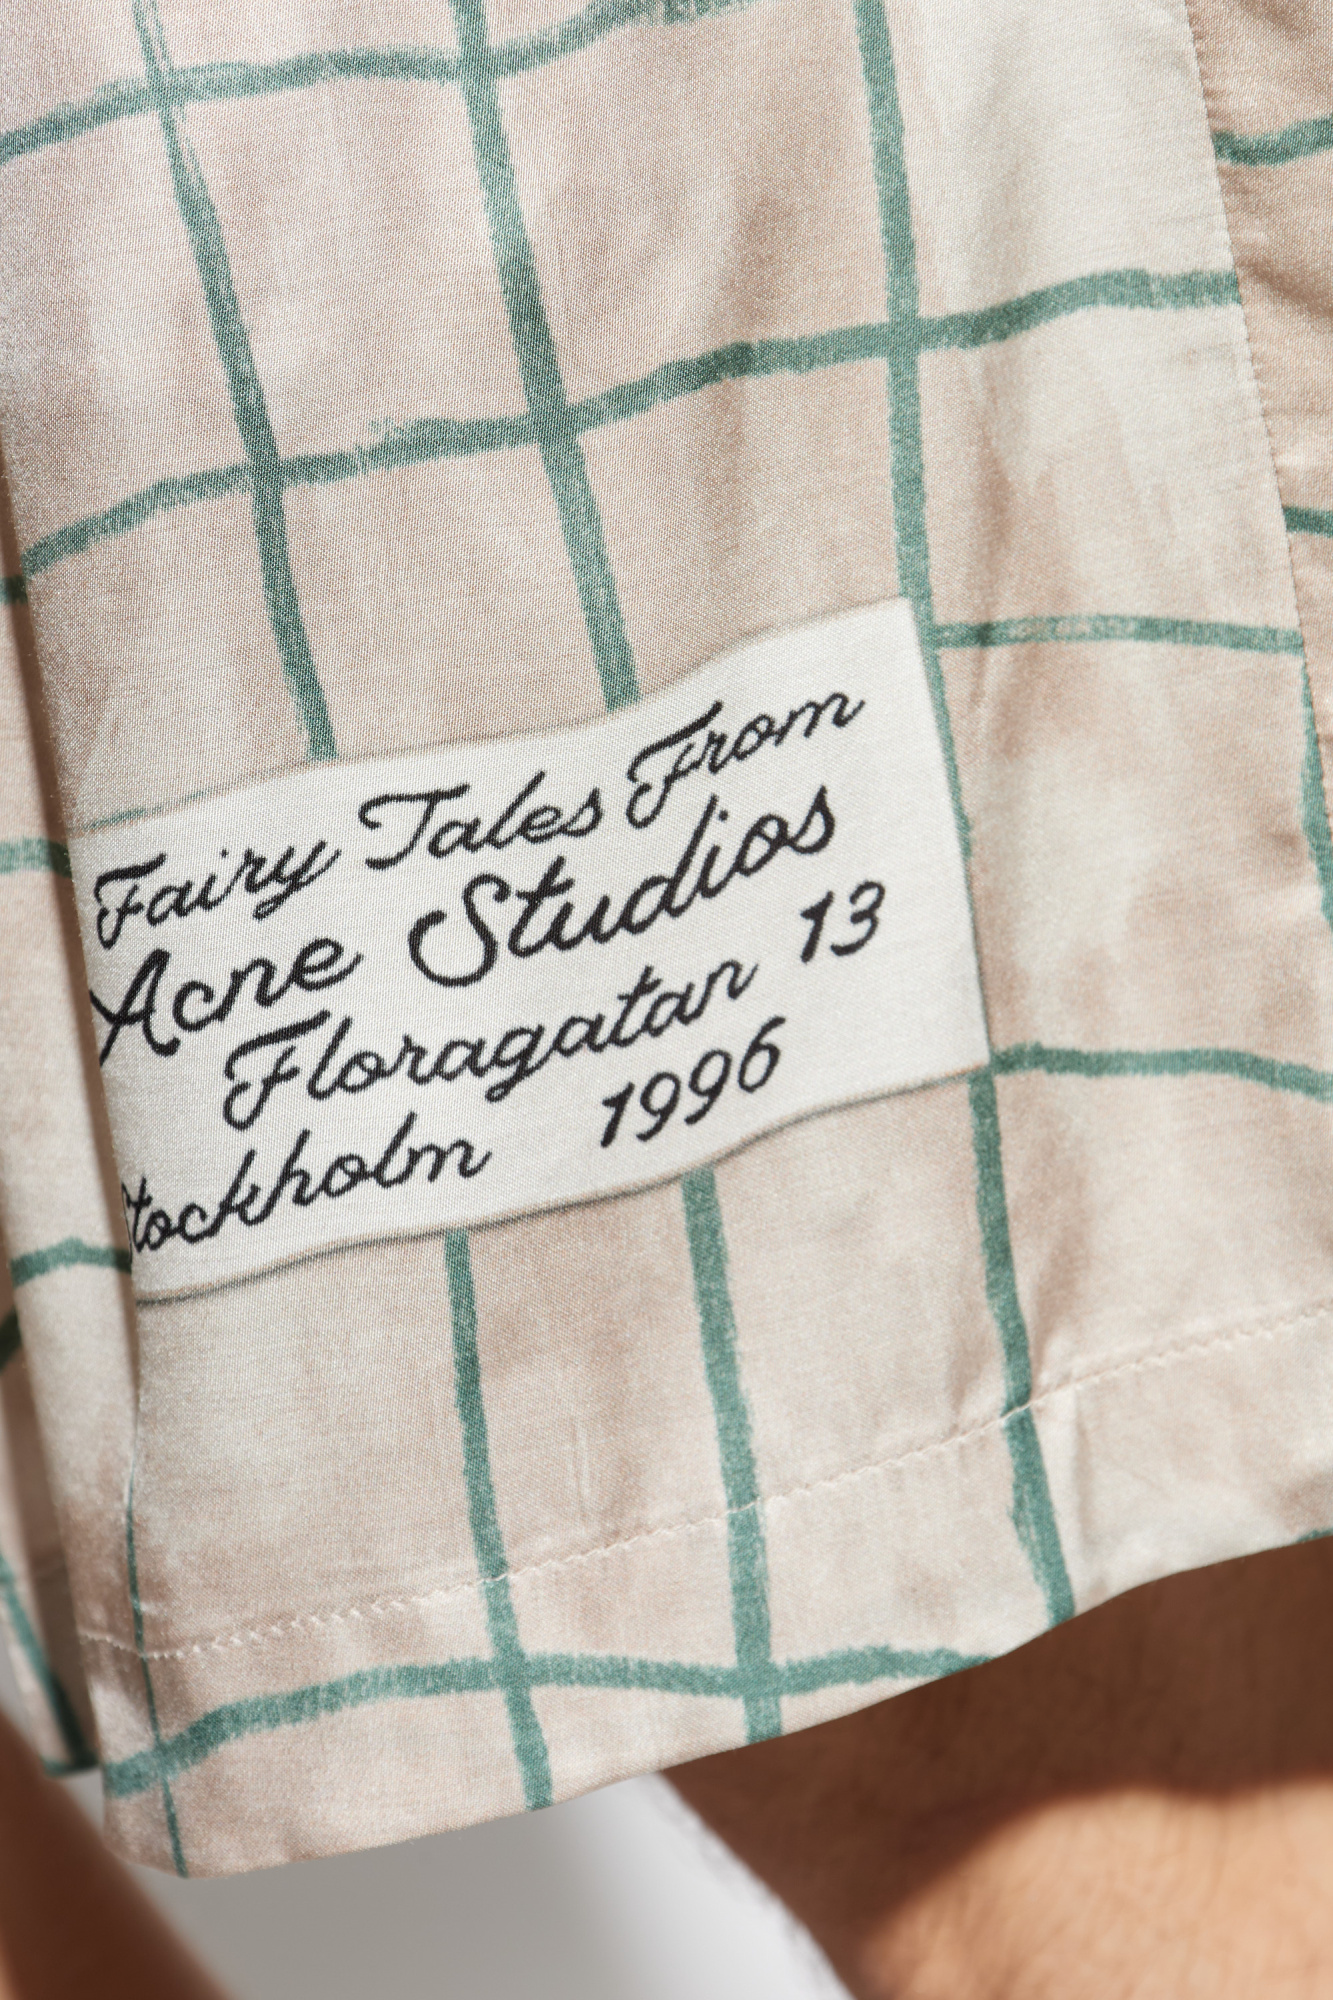 Fairy Tales From
Acne Studios
Floragatan 13
Stockholm 1996